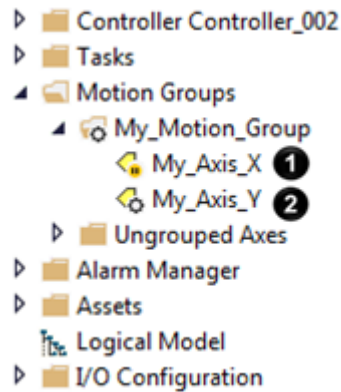 Controller Controller_002
Tasks
Motion Groups
My_Motion_Group
My_Axis_X 1
My_Axis_Y 2
Ungrouped Axes
Alarm Manager
Assets
Logical Model
I/O Configuration